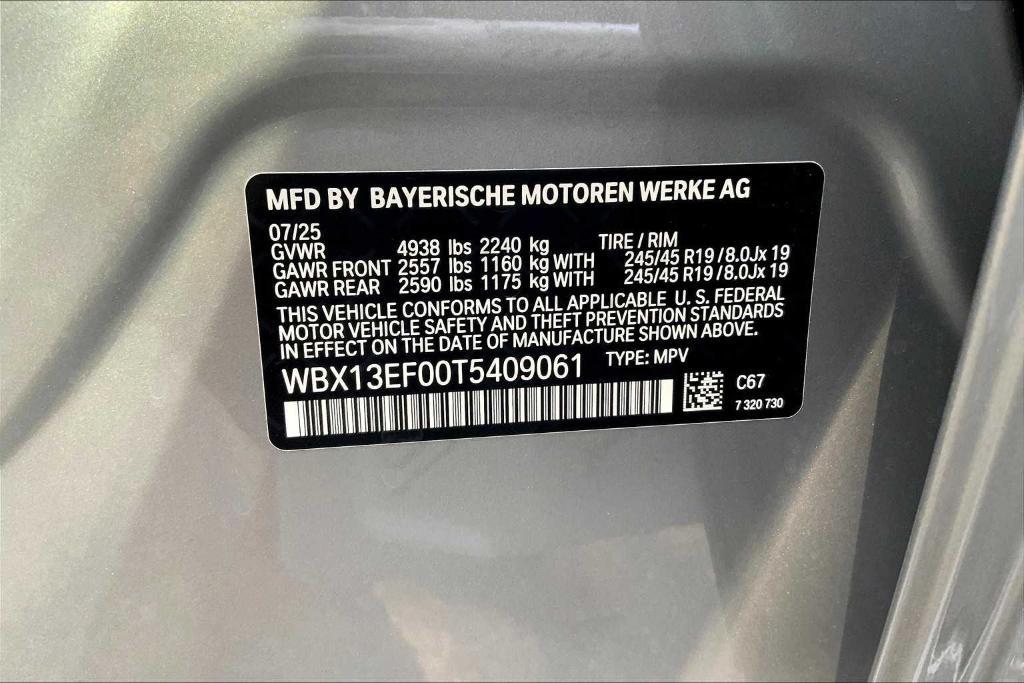 MFD BY BAYERISCHE MOTOREN WERKE AG
07/25
GVWR 4938 lbs 2240 kg TIRE / RIM
GAWR FRONT 2557 lbs 1160 kg WITH 245/45 R19 / 8.0Jx 19
GAWR REAR 2590 lbs 1175 kg WITH 245/45 R19 / 8.0Jx 19
THIS VEHICLE CONFORMS TO ALL APPLICABLE U. S. FEDERAL
MOTOR VEHICLE SAFETY AND THEFT PREVENTION STANDARDS
IN EFFECT ON THE DATE OF MANUFACTURE SHOWN ABOVE.
WBX13EF00T5409061 TYPE: MPV
C67
7 320 730